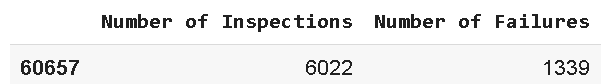 Number of Inspections Number of Failures
60657 6022 1339